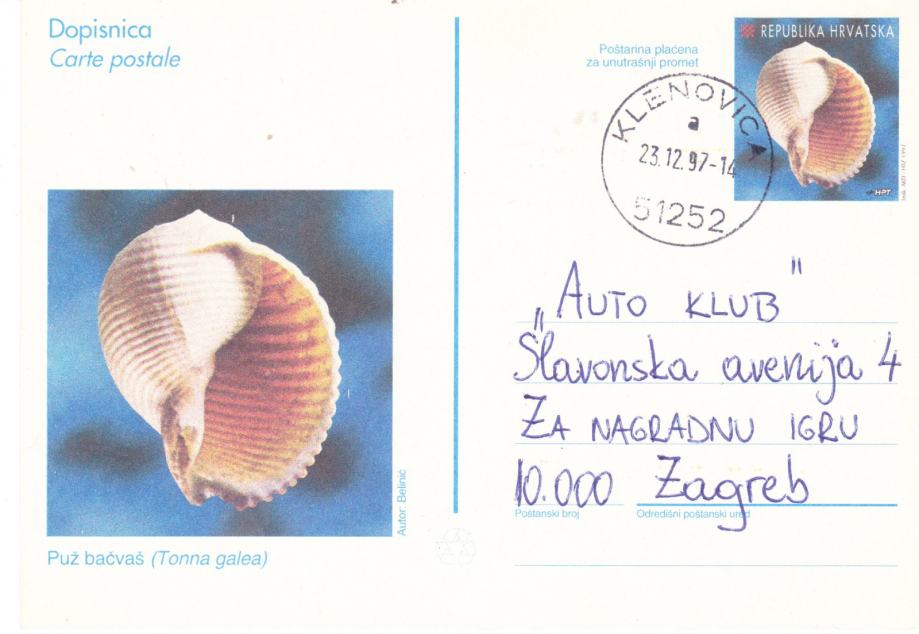 Dopisnica
Carte postale
Poštarina plaćena
za unutrašnji promet
REPUBLIKA HRVATSKA
HPT
KLENOVICA
a
23.12.97-14
51252
„AUTO KLUB"
Slavonska avenija 4
ZA NAGRADNU IGRU
10.000 Zagreb
Poštanski broj
Odredišni poštanski ured
Autor: Belinić
Puž bačvaš (Tonna galea)